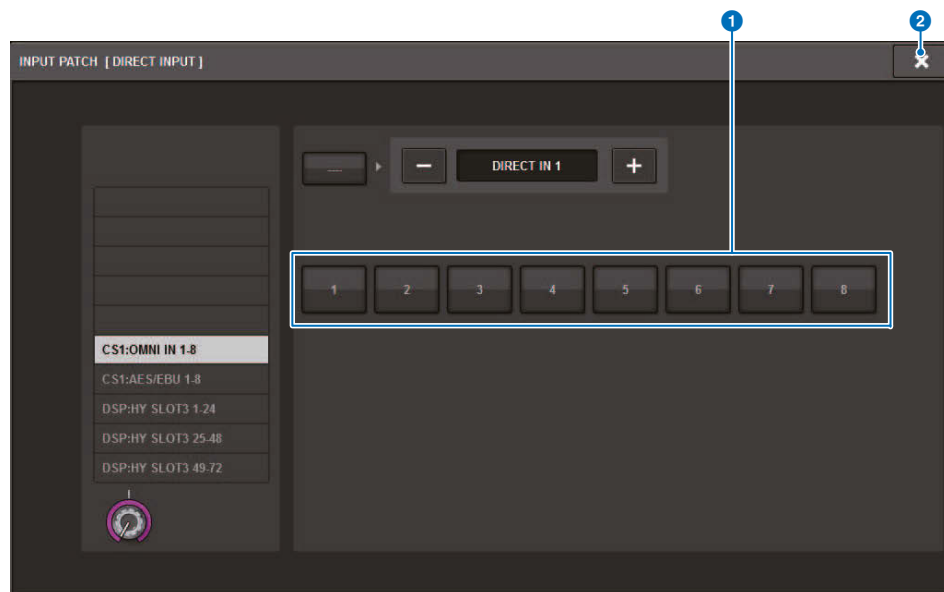 1
2
INPUT PATCH [ DIRECT INPUT ]
DIRECT IN 1
1 2 3 4 5 6 7 8
CS1:OMNI IN 1-8
CS1:AES/EBU 1-8
DSP:HY SLOT3 1-24
DSP:HY SLOT3 25-48
DSP:HY SLOT3 49-72